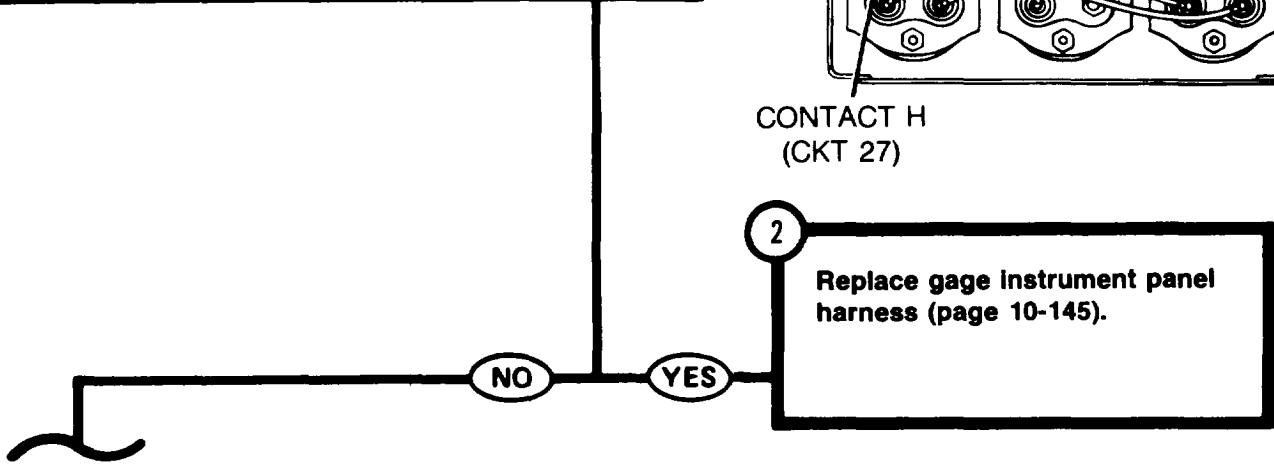 CONTACT H
(CKT 27)
2
Replace gage instrument panel
harness (page 10-145).
NO
YES